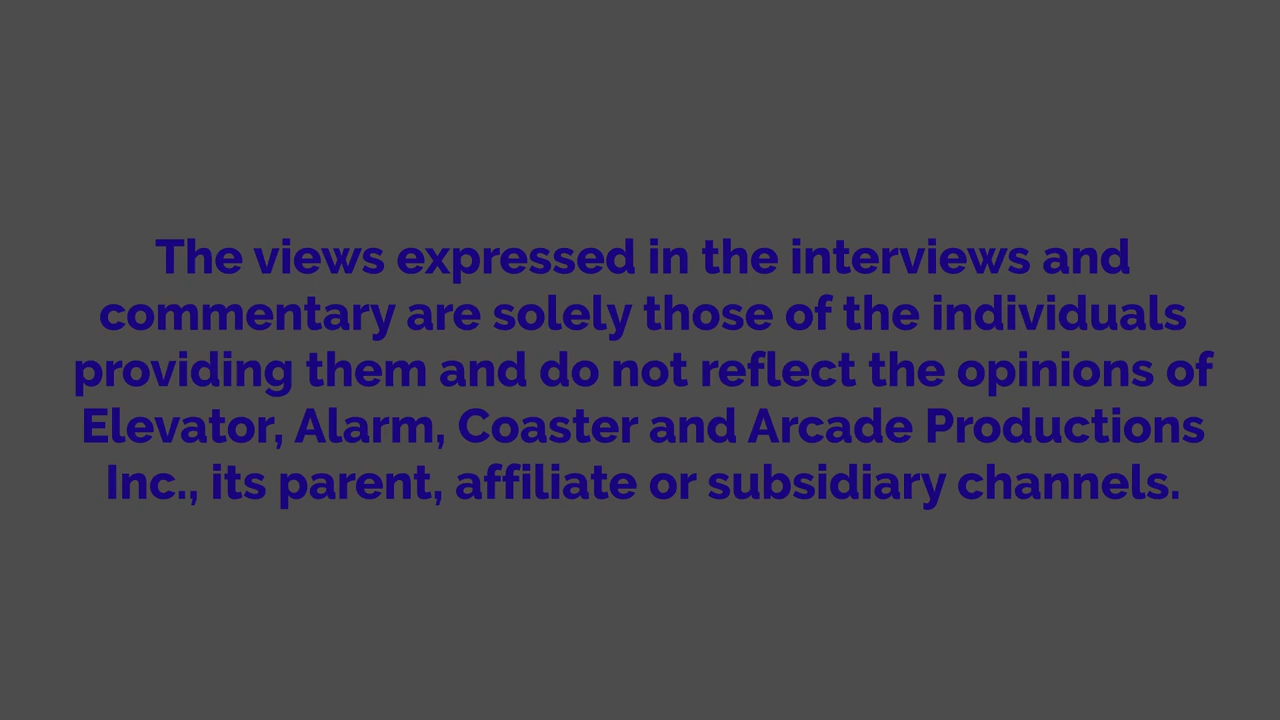 The views expressed in the interviews and
commentary are solely those of the individuals
providing them and do not reflect the opinions of
Elevator, Alarm, Coaster and Arcade Productions
Inc., its parent, affiliate or subsidiary channels.